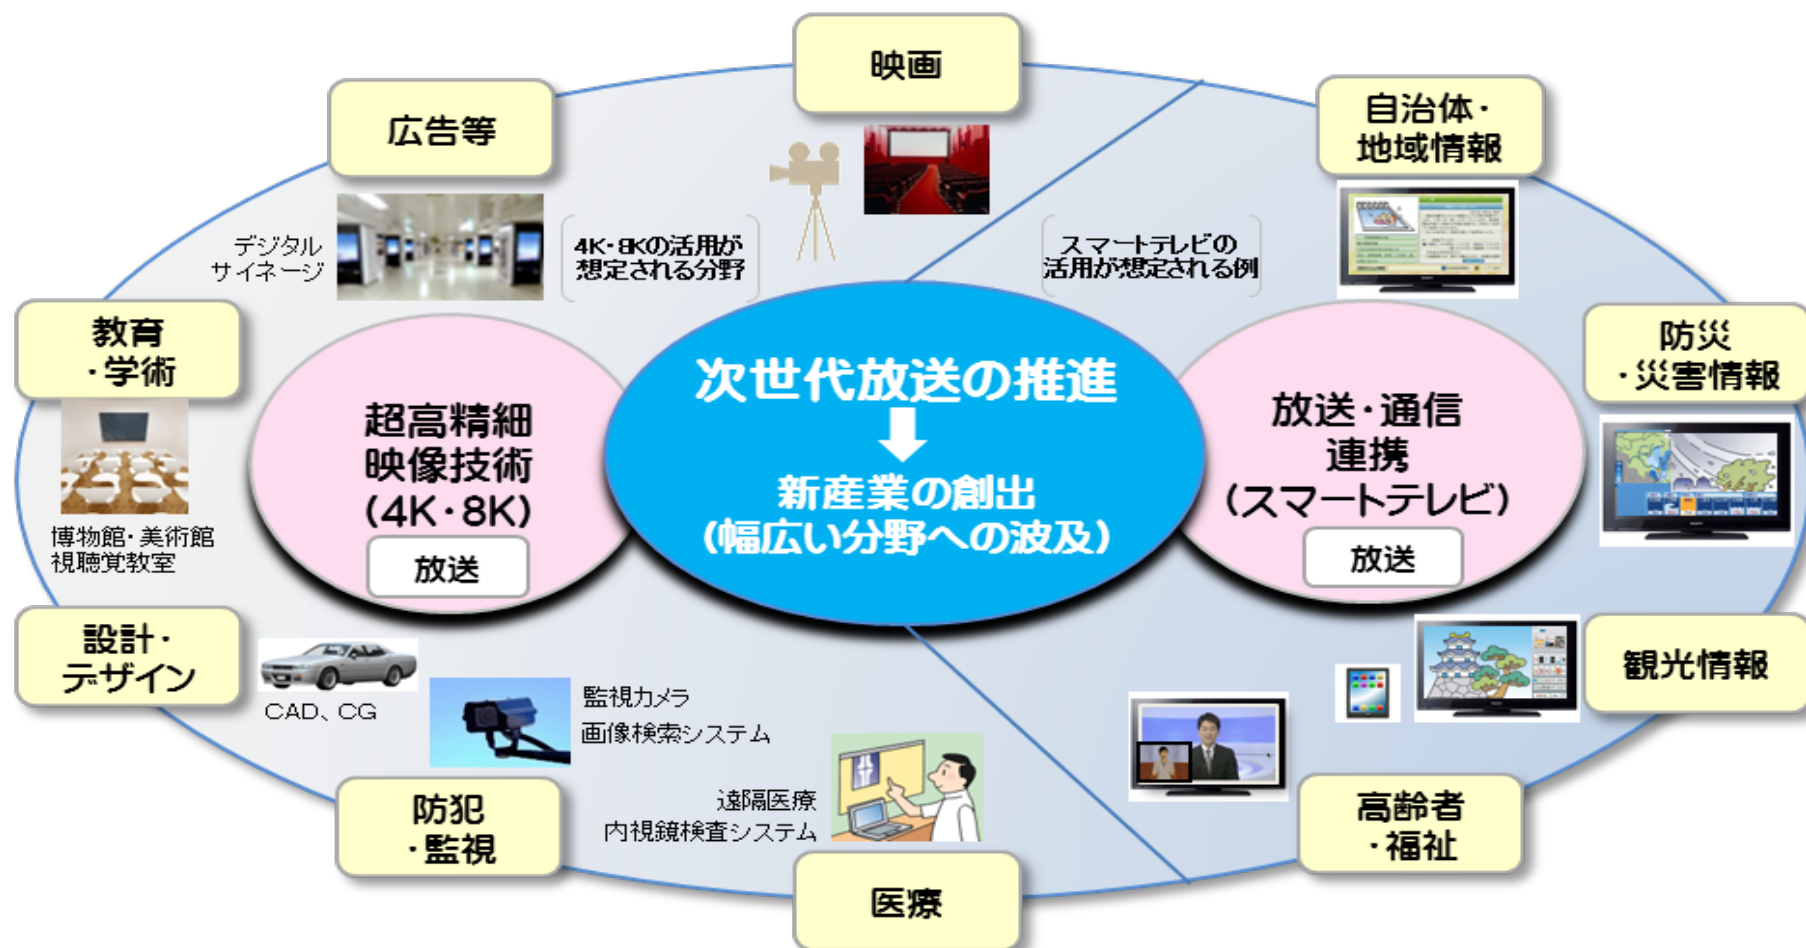 映画
広告等
自治体・
地域情報
デジタル
サイネージ
4K・8Kの活用が
想定される分野
スマートテレビの
活用が想定される例
教育
・学術
防災
・災害情報
超高精細
映像技術
(4K・8K)
放送
次世代放送の推進
新産業の創出
(幅広い分野への波及)
放送・通信
連携
(スマートテレビ)
放送
博物館・美術館
視聴覚教室
設計・
デザイン
CAD、CG
監視カメラ
画像検索システム
観光情報
防犯
・監視
遠隔医療
内視鏡検査システム
高齢者
・福祉
医療